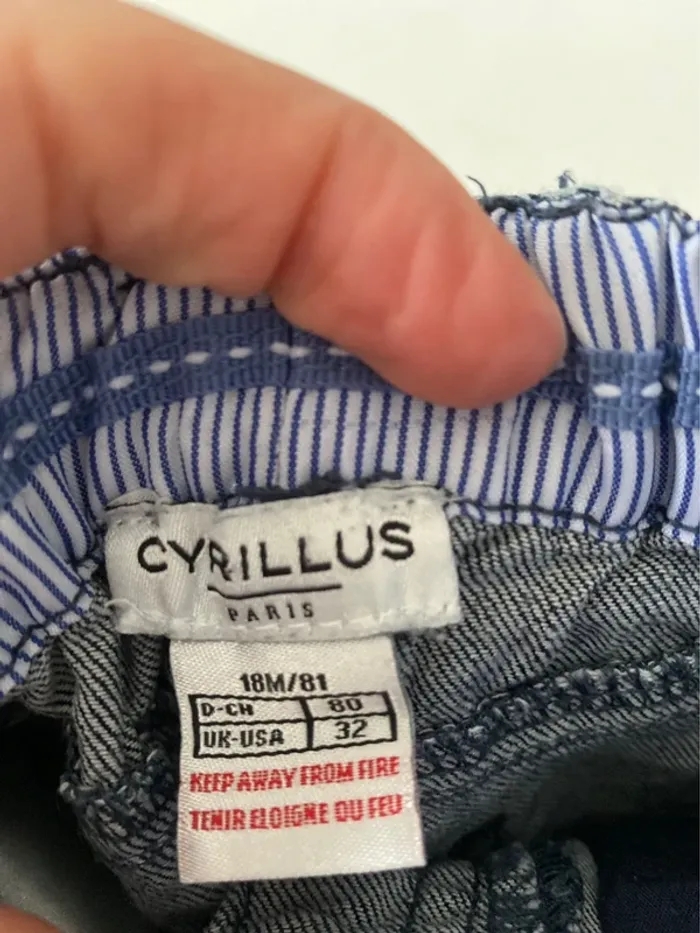 CYRILLUS
PARIS
18M/81
D-CH 80
UK-USA 32
KEEP AWAY FROM FIRE
TENIR ELOIGNE DU FEU